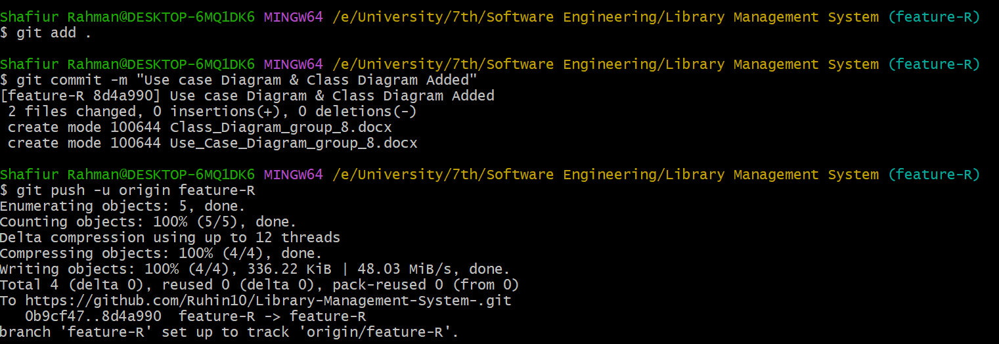 Shafiur Rahman@DESKTOP-6MQ1DK6 MINGW64 /e/University/7th/Software Engineering/Library Management System (feature-R)
$ git add .
Shafiur Rahman@DESKTOP-6MQ1DK6 MINGW64 /e/University/7th/Software Engineering/Library Management System (feature-R)
$ git commit -m "Use case Diagram & Class Diagram Added"
[feature-R 8d4a990] Use case Diagram & Class Diagram Added
 2 files changed, 0 insertions(+), 0 deletions(-)
 create mode 100644 Class_Diagram_group_8.docx
 create mode 100644 Use_Case_Diagram_group_8.docx
Shafiur Rahman@DESKTOP-6MQ1DK6 MINGW64 /e/University/7th/Software Engineering/Library Management System (feature-R)
$ git push -u origin feature-R
Enumerating objects: 5, done.
Counting objects: 100% (5/5), done.
Delta compression using up to 12 threads
Compressing objects: 100% (4/4), done.
Writing objects: 100% (4/4), 336.22 KiB | 48.03 MiB/s, done.
Total 4 (delta 0), reused 0 (delta 0), pack-reused 0 (from 0)
To https://github.com/Ruhin10/Library-Management-System-.git
   0b9cf47..8d4a990  feature-R -> feature-R
branch 'feature-R' set up to track 'origin/feature-R'.